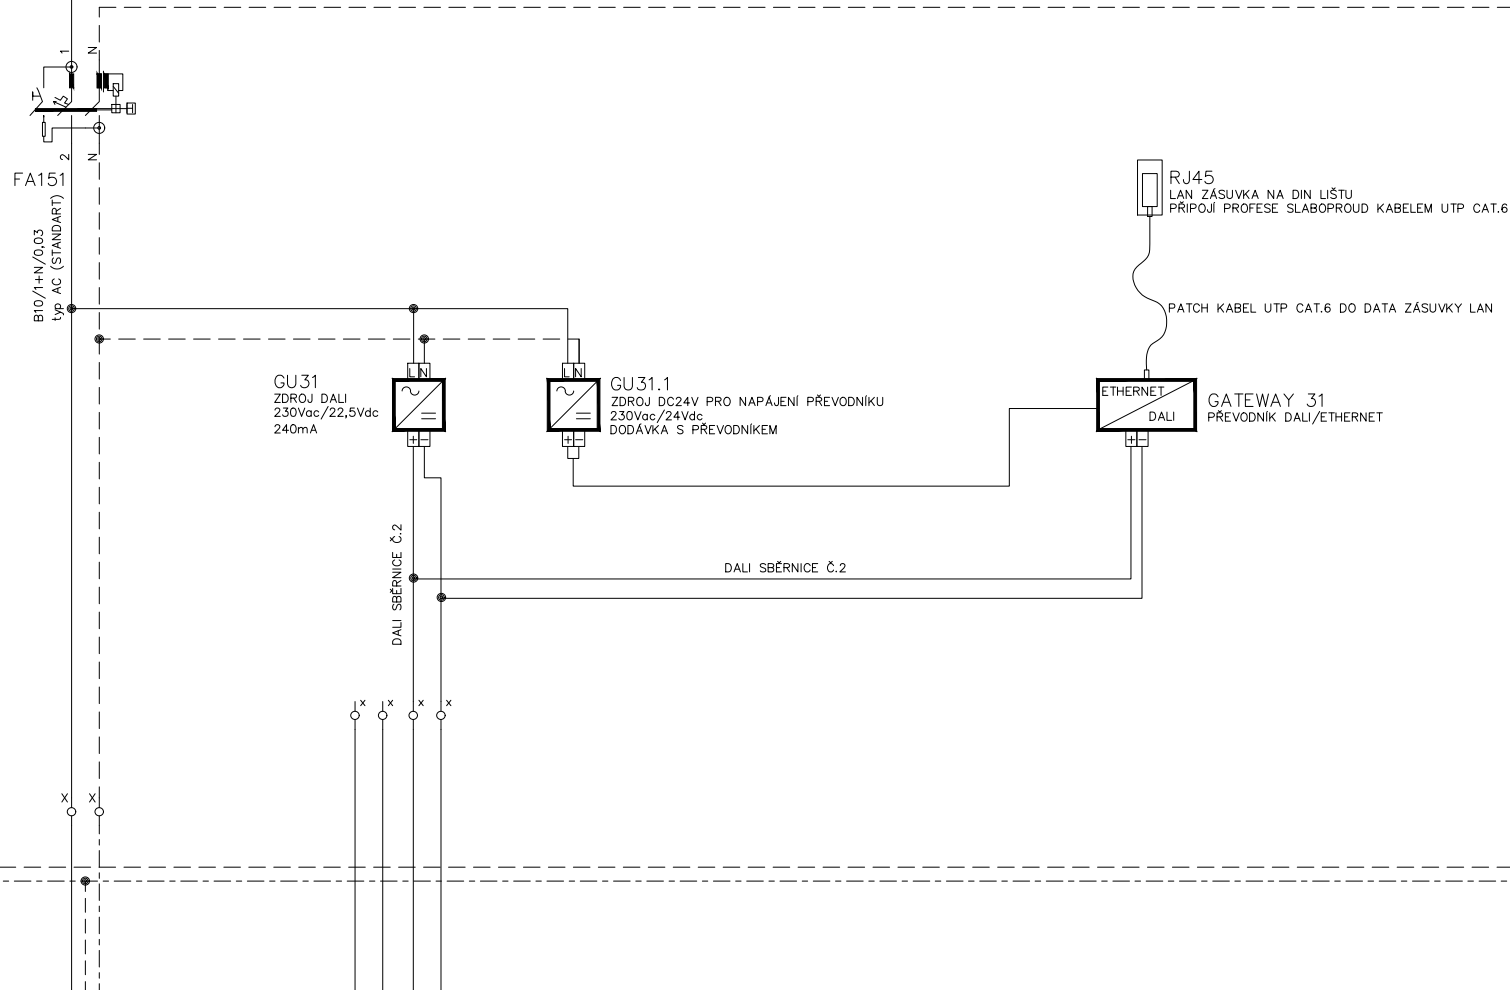 1 N
2 N
FA151
B10/1+N/0,03
typ AC (STANDART)
RJ45
LAN ZÁSUVKA NA DIN LIŠTU
PŘIPOJÍ PROFESE SLABOPROUD KABELEM UTP CAT.6
PATCH KABEL UTP CAT.6 DO DATA ZÁSUVKY LAN
L N
GU31
ZDROJ DALI
230Vac/22,5Vdc
240mA
+ −
L N
GU31.1
ZDROJ DC24V PRO NAPÁJENÍ PŘEVODNÍKU
230Vac/24Vdc
DODÁVKA S PŘEVODNÍKEM
+ −
ETHERNET
DALI
GATEWAY 31
PŘEVODNÍK DALI/ETHERNET
+ −
DALI SBĚRNICE Č.2
DALI SBĚRNICE Č.2
x x x x
X X